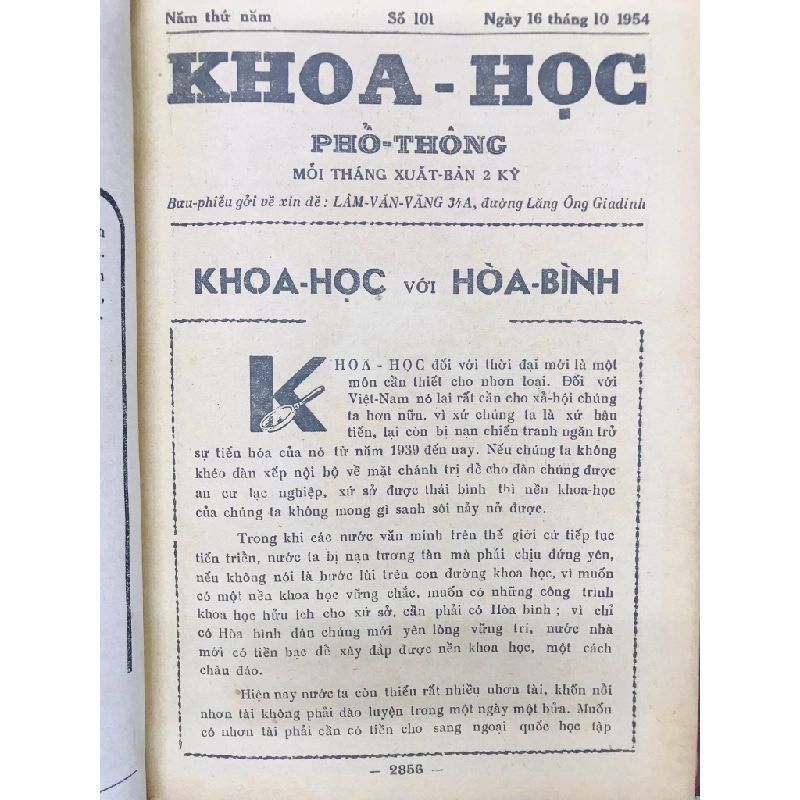 Năm thứ năm Số 101 Ngày 16 tháng 10 1954
KHOA - HỌC
PHỔ-THÔNG
MỖI THÁNG XUẤT-BẢN 2 KỲ
Bưu-phiếu gởi về xin đề : LÂM-VĂN-VÃNG 34A, đường Lăng Ông Giađinh
KHOA-HỌC VỚI HÒA-BÌNH
KHOA - HỌC đối với thời đại mới là một
món cần thiết cho nhơn loại. Đối với
Việt-Nam nó lại rất cần cho xã-hội chúng
ta hơn nữa, vì xứ chúng ta là xứ hậu
tiến, lại còn bị nạn chiến tranh ngăn trở
sự tiến hóa của nó từ năm 1939 đến nay. Nếu chúng ta không
khéo dàn xếp nội bộ về mặt chánh trị để cho dân chúng được
an cư lạc nghiệp, xứ sở được thái bình thì nền khoa-học
của chúng ta không mong gì sanh sôi nảy nở được.
Trong khi các nước văn minh trên thế giới cứ tiếp tục
tiến triển, nước ta bị nạn tương tàn mà phải chịu đứng yên,
nếu không nói là bước lùi trên con đường khoa học, vì muốn
có một nền khoa học vững chắc, muốn có những công trình
khoa học hữu ích cho xứ sở, cần phải có Hòa bình ; vì chỉ
có Hòa bình dân chúng mới yên lòng vững trí, nước nhà
mới có tiền bạc để xây đắp được nền khoa học, một cách
châu đáo.
Hiện nay nước ta còn thiếu rất nhiều nhơn tài, khốn nỗi
nhơn tài không phải đào luyện trong một ngày một bữa. Muốn
có nhơn tài phải cần có tiền cho sang ngoại quốc học tập
— 2856 —